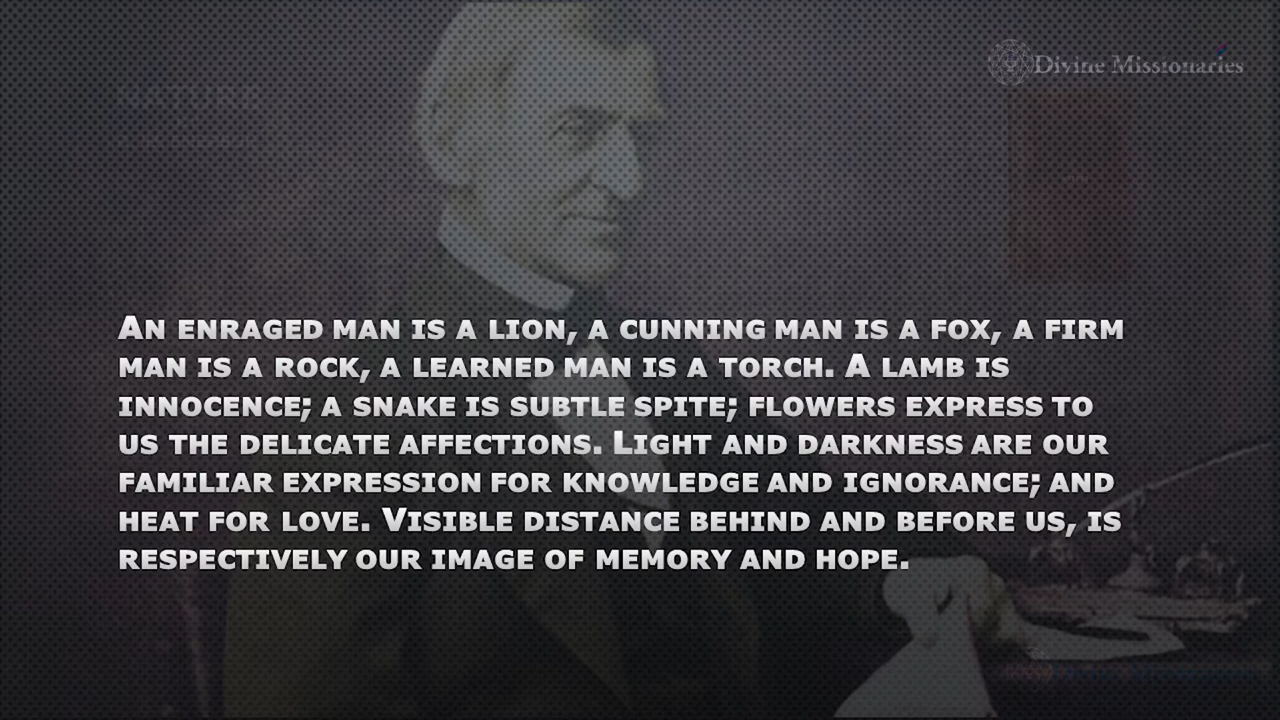 Divine Missionaries
An enraged man is a lion, a cunning man is a fox, a firm
man is a rock, a learned man is a torch. A lamb is
innocence; a snake is subtle spite; flowers express to
us the delicate affections. Light and darkness are our
familiar expression for knowledge and ignorance; and
heat for love. Visible distance behind and before us, is
respectively our image of memory and hope.